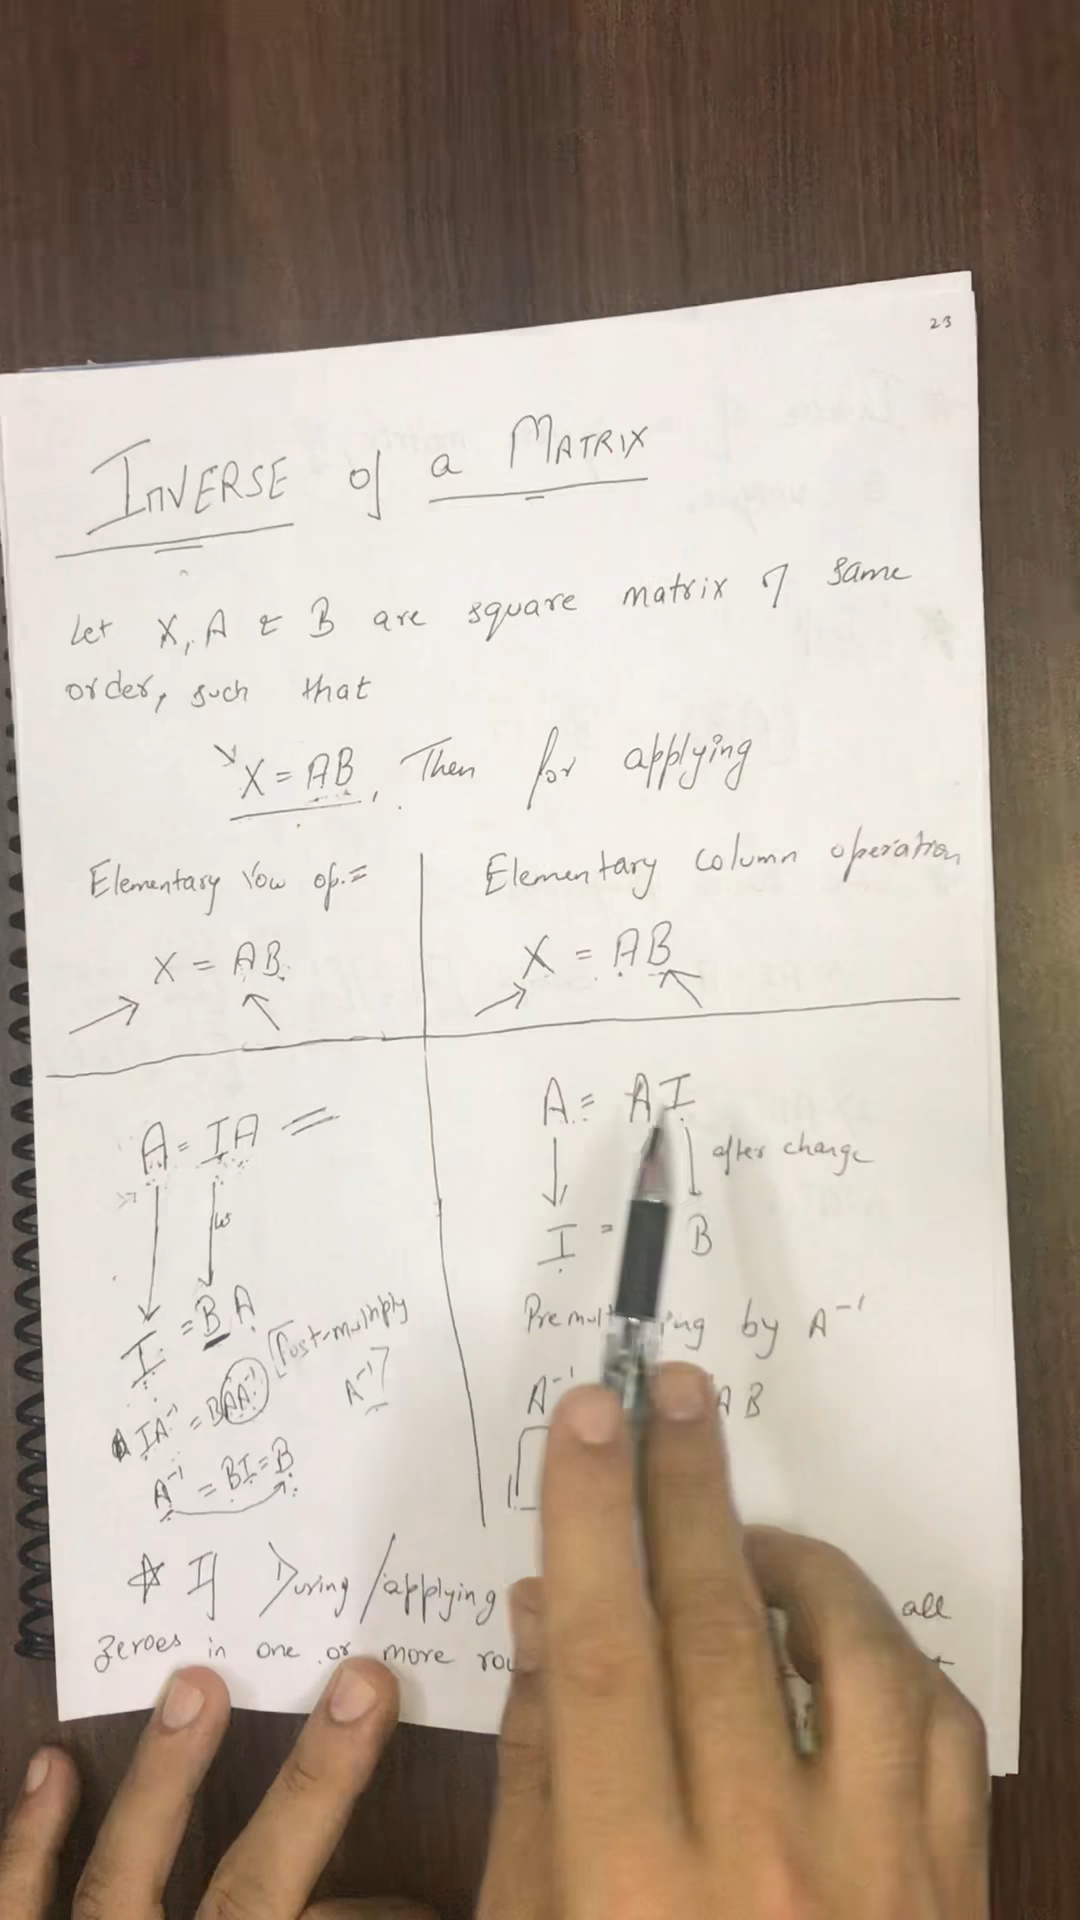 23
INVERSE of a MATRIX
Let X, A & B are square matrix of same
order, such that
X = AB, Then for applying
Elementary row op.=
X = AB
Elementary column operation
X = AB
A = IA
I = BA
[Post-multiply
A⁻¹]
IA⁻¹ = BAA⁻¹
A⁻¹ = BI = B
A = AI
after change
I = B
by A⁻¹
A⁻¹ AB
* If During/applying all
zeroes in one or more